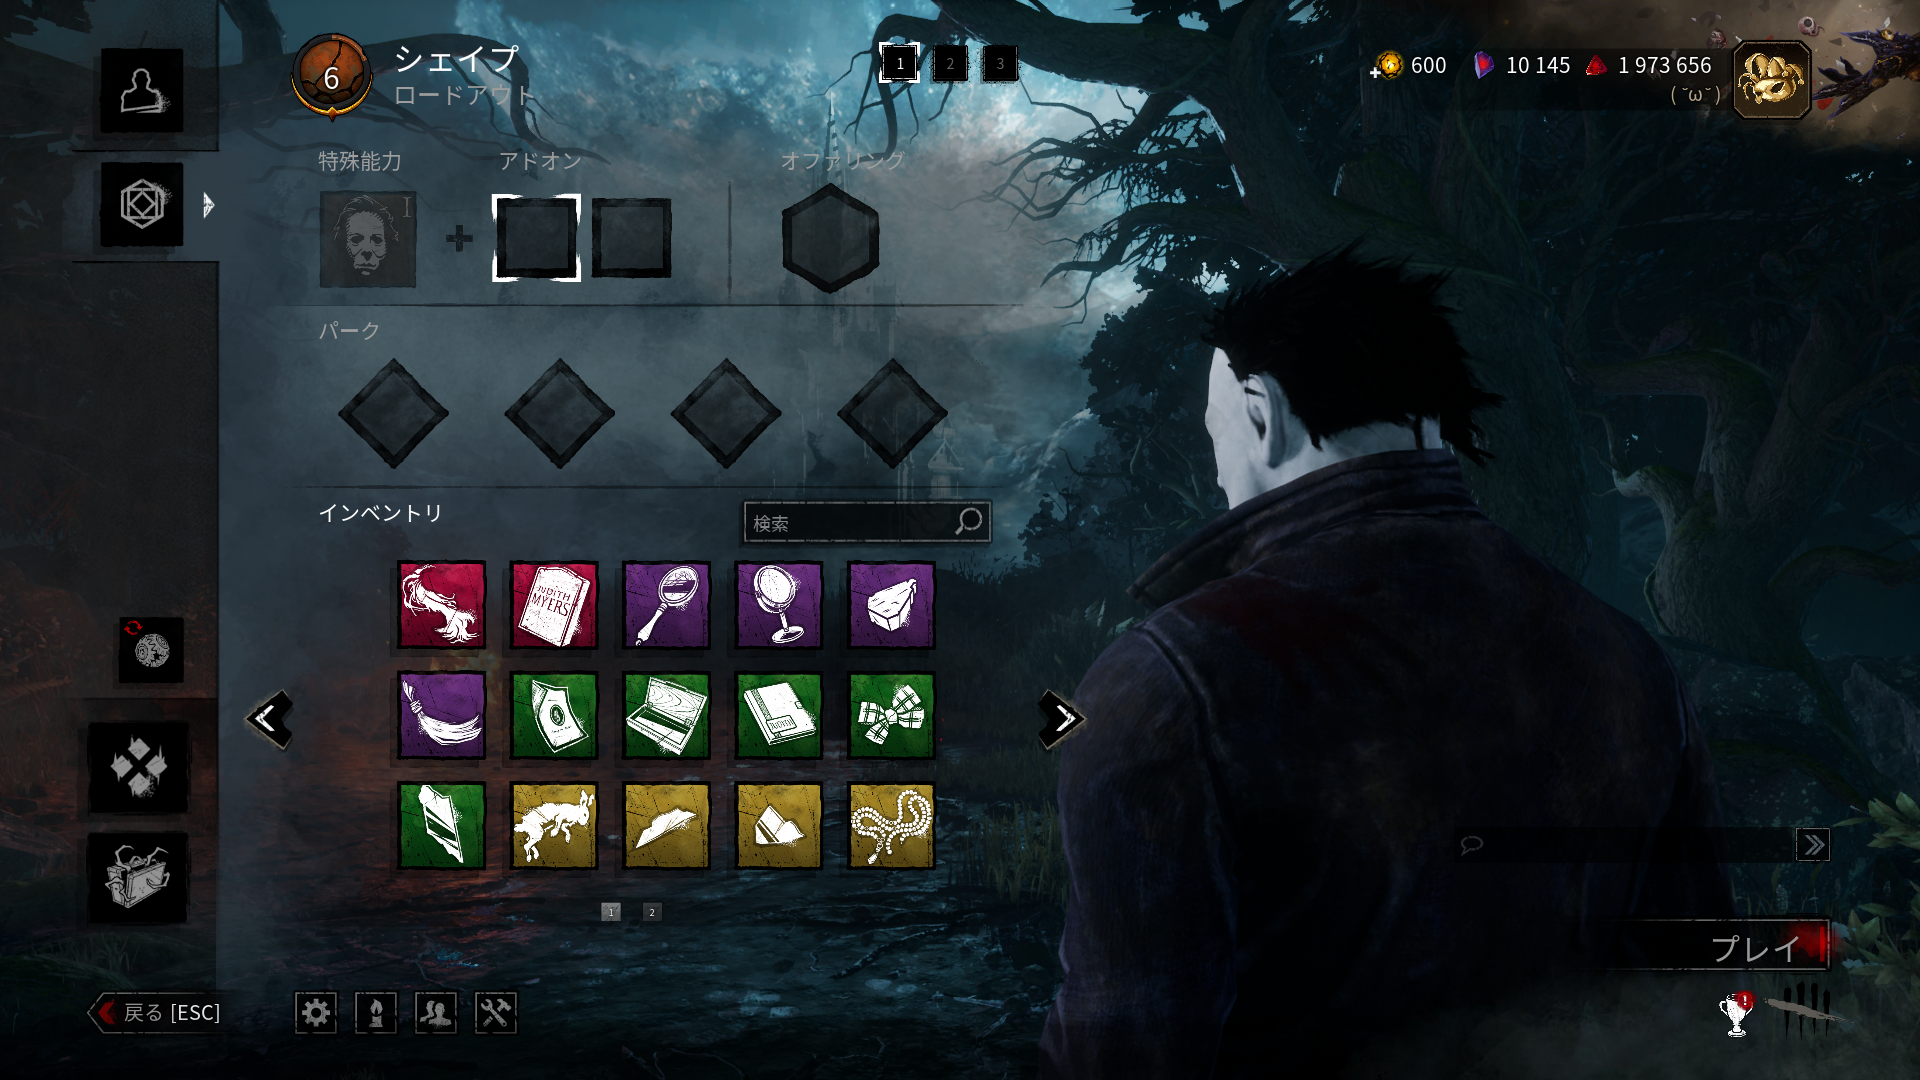 6
シェイプ
ロードアウト
1 2 3
600 10 145 1 973 656
( ˘ω˘ )
特殊能力 アドオン オファリング
I
パーク
インベントリ
検索
JUDITH
MYERS
JUDITH
1 2
プレイ
戻る [ESC]